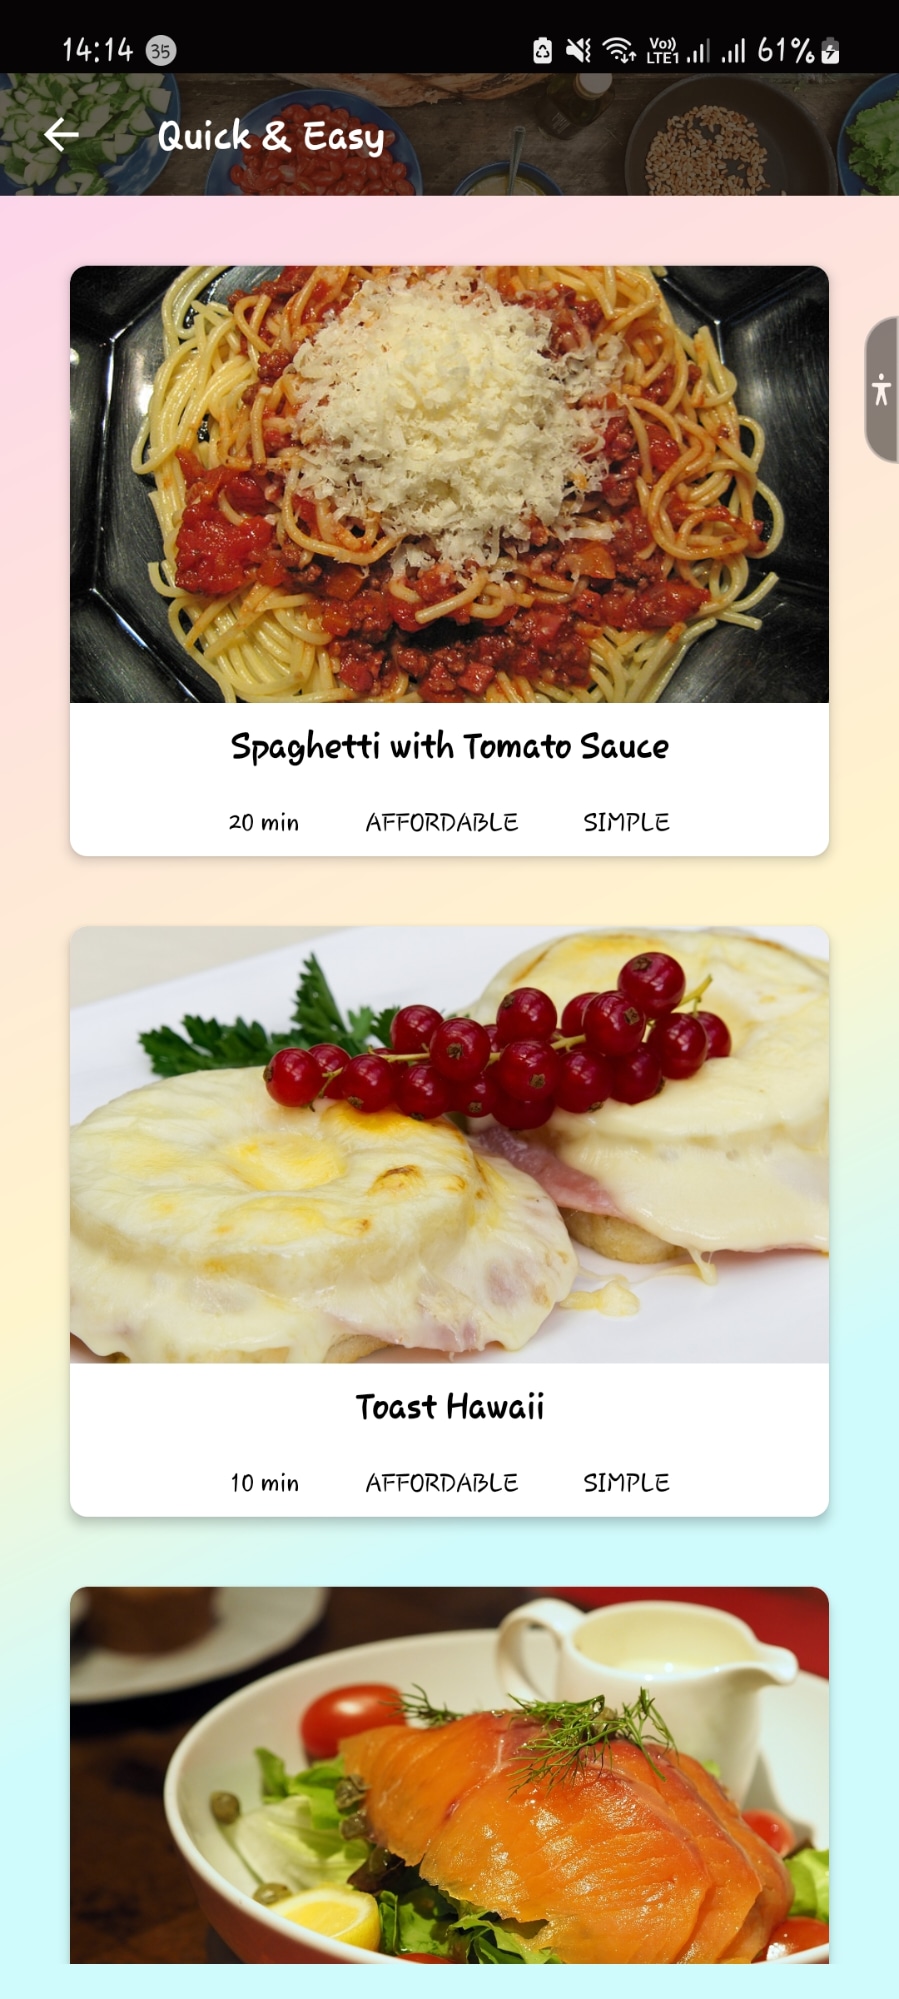 14:14 35 Vo)) LTE1 61%
Quick & Easy
Spaghetti with Tomato Sauce
20 min AFFORDABLE SIMPLE
Toast Hawaii
10 min AFFORDABLE SIMPLE